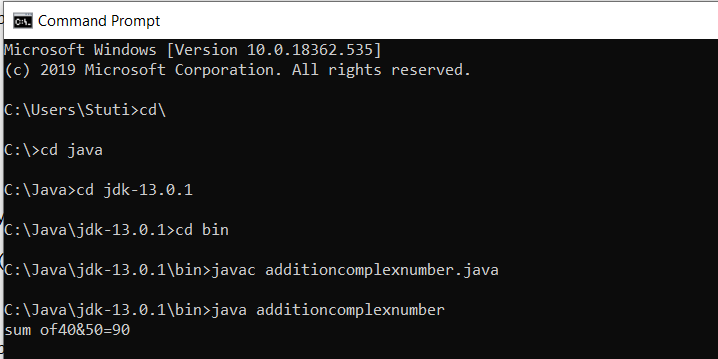 Command Prompt
Microsoft Windows [Version 10.0.18362.535]
(c) 2019 Microsoft Corporation. All rights reserved.
C:\Users\Stuti>cd\
C:\>cd java
C:\Java>cd jdk-13.0.1
C:\Java\jdk-13.0.1>cd bin
C:\Java\jdk-13.0.1\bin>javac additioncomplexnumber.java
C:\Java\jdk-13.0.1\bin>java additioncomplexnumber
sum of40&50=90